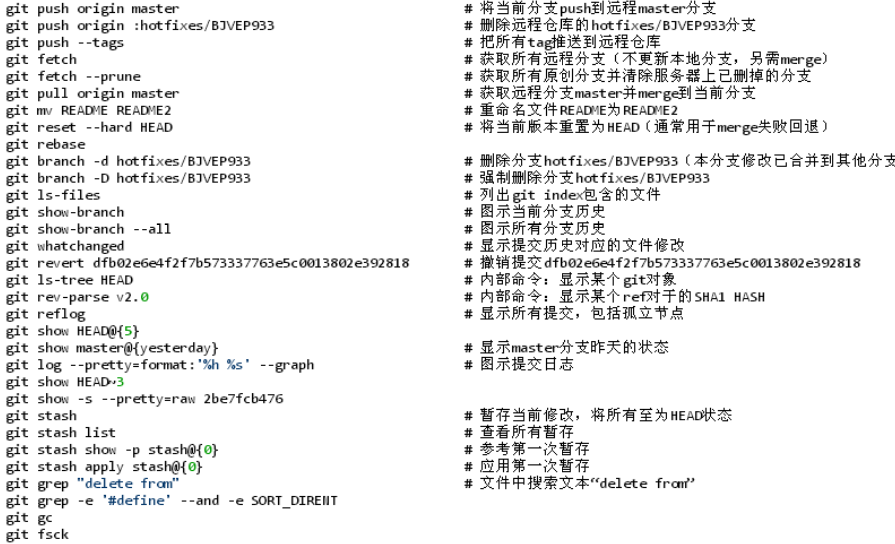 git push origin master # 将当前分支push到远程master分支
git push origin :hotfixes/BJVEP933 # 删除远程仓库的hotfixes/BJVEP933分支
git push --tags # 把所有tag推送到远程仓库
git fetch # 获取所有远程分支（不更新本地分支，另需merge）
git fetch --prune # 获取所有原创分支并清除服务器上已删掉的分支
git pull origin master # 获取远程分支master并merge到当前分支
git mv README README2 # 重命名文件README为README2
git reset --hard HEAD # 将当前版本重置为HEAD（通常用于merge失败回退）
git rebase
git branch -d hotfixes/BJVEP933 # 删除分支hotfixes/BJVEP933（本分支修改已合并到其他分支
git branch -D hotfixes/BJVEP933 # 强制删除分支hotfixes/BJVEP933
git ls-files # 列出git index包含的文件
git show-branch # 图示当前分支历史
git show-branch --all # 图示所有分支历史
git whatchanged # 显示提交历史对应的文件修改
git revert dfb02e6e4f2f7b573337763e5c0013802e392818 # 撤销提交dfb02e6e4f2f7b573337763e5c0013802e392818
git ls-tree HEAD # 内部命令：显示某个git对象
git rev-parse v2.0 # 内部命令：显示某个ref对于的SHA1 HASH
git reflog # 显示所有提交，包括孤立节点
git show HEAD@{5}
git show master@{yesterday} # 显示master分支昨天的状态
git log --pretty=format:'%h %s' --graph # 图示提交日志
git show HEAD~3
git show -s --pretty=raw 2be7fcb476
git stash # 暂存当前修改，将所有至为HEAD状态
git stash list # 查看所有暂存
git stash show -p stash@{0} # 参考第一次暂存
git stash apply stash@{0} # 应用第一次暂存
git grep "delete from" # 文件中搜索文本“delete from”
git grep -e '#define' --and -e SORT_DIRENT
git gc
git fsck